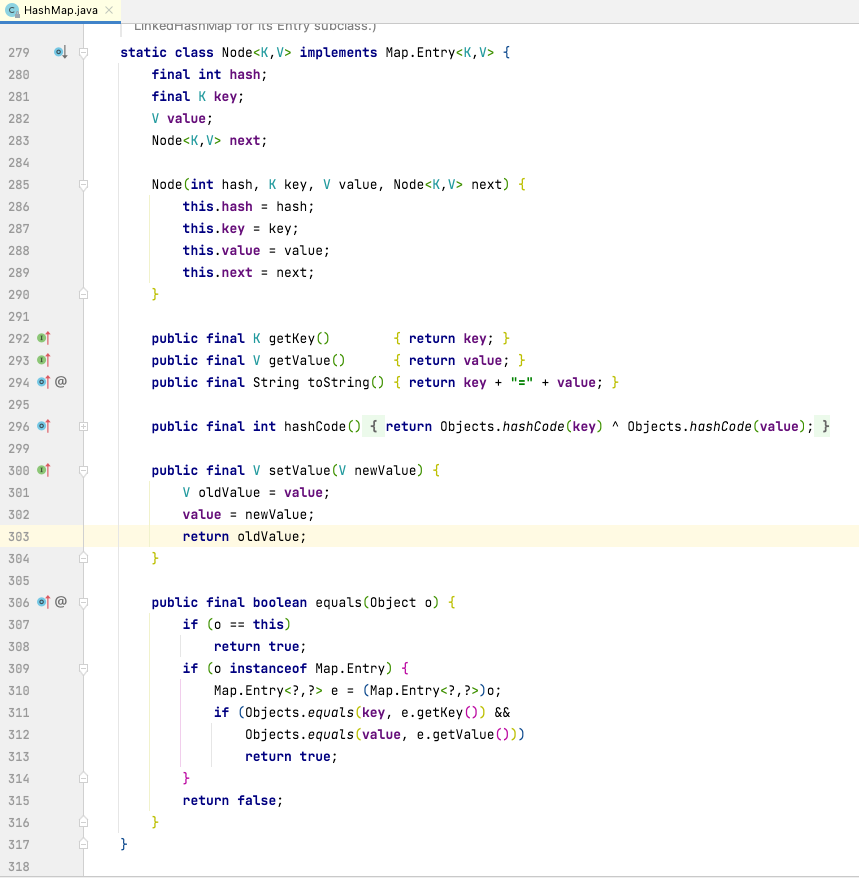 HashMap.java
LinkedHashMap for its Entry subclass.)
279 static class Node<K,V> implements Map.Entry<K,V> {
280 final int hash;
281 final K key;
282 V value;
283 Node<K,V> next;
284
285 Node(int hash, K key, V value, Node<K,V> next) {
286 this.hash = hash;
287 this.key = key;
288 this.value = value;
289 this.next = next;
290 }
291
292 public final K getKey()        { return key; }
293 public final V getValue()      { return value; }
294 @ public final String toString() { return key + "=" + value; }
295
296 public final int hashCode() { return Objects.hashCode(key) ^ Objects.hashCode(value); }
299
300 public final V setValue(V newValue) {
301 V oldValue = value;
302 value = newValue;
303 return oldValue;
304 }
305
306 @ public final boolean equals(Object o) {
307 if (o == this)
308 return true;
309 if (o instanceof Map.Entry) {
310 Map.Entry<?,?> e = (Map.Entry<?,?>)o;
311 if (Objects.equals(key, e.getKey()) &&
312 Objects.equals(value, e.getValue()))
313 return true;
314 }
315 return false;
316 }
317 }
318